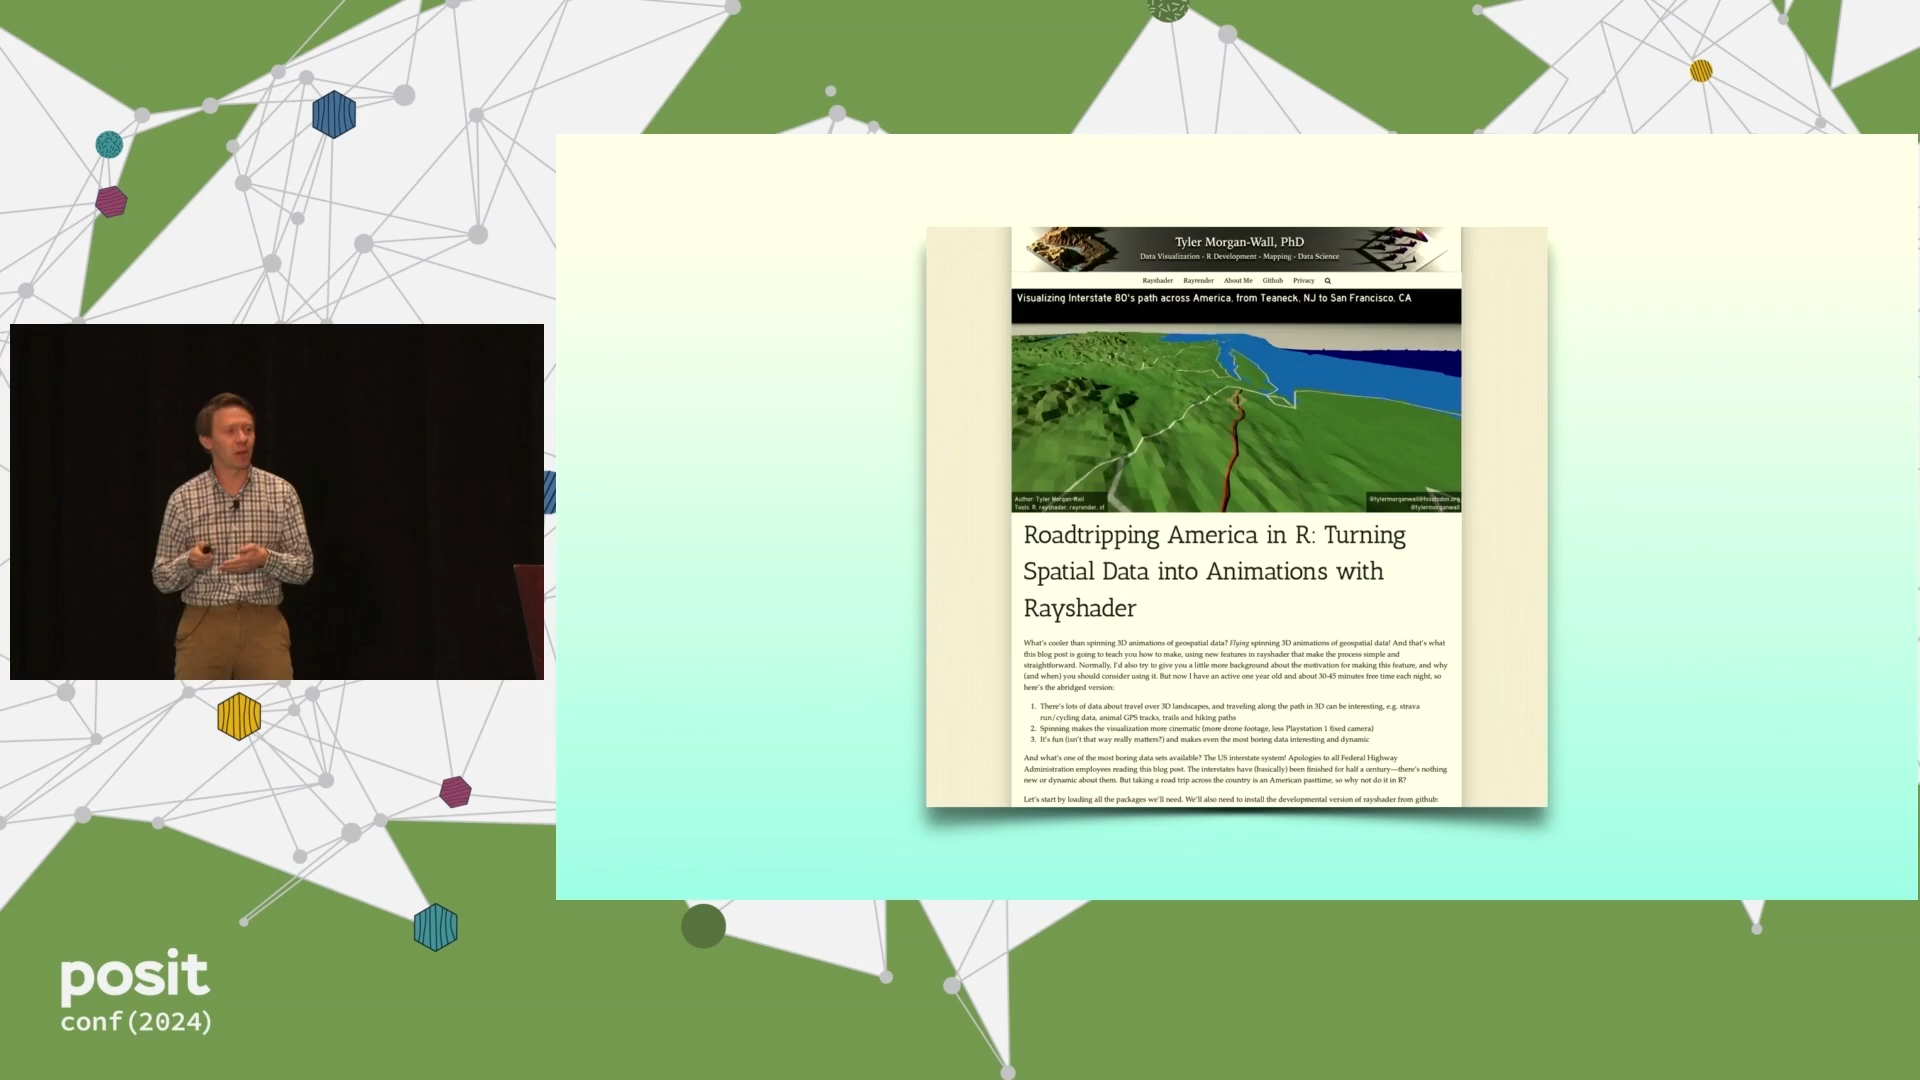 Tyler Morgan-Wall, PhD
Data Visualization - R Development - Mapping - Data Science
Rayshader Rayrender About Me Github Privacy
Visualizing Interstate 80's path across America, from Teaneck, NJ to San Francisco, CA
Author: Tyler Morgan-Wall
Tools: R, rayshader, rayrender, sf
@tylermorganwall@fosstodon.org
@tylermorganwall
Roadtripping America in R: Turning
Spatial Data into Animations with
Rayshader
What's cooler than spinning 3D animations of geospatial data? Flying spinning 3D animations of geospatial data! And that's what
this blog post is going to teach you how to make, using new features in rayshader that make the process simple and
straightforward. Normally, I'd also try to give you a little more background about the motivation for making this feature, and why
(and when) you should consider using it. But now I have an active one year old and about 30-45 minutes free time each night, so
here's the abridged version:
1. There's lots of data about travel over 3D landscapes, and traveling along the path in 3D can be interesting, e.g. strava
run/cycling data, animal GPS tracks, trails and hiking paths
2. Spinning makes the visualization more cinematic (more drone footage, less Playstation 1 fixed camera)
3. It's fun (isn't that way really matters?) and makes even the most boring data interesting and dynamic
And what's one of the most boring data sets available? The US interstate system! Apologies to all Federal Highway
Administration employees reading this blog post. The interstates have (basically) been finished for half a century—there's nothing
new or dynamic about them. But taking a road trip across the country is an American pasttime, so why not do it in R?
Let's start by loading all the packages we'll need. We'll also need to install the developmental version of rayshader from github:
posit
conf(2024)